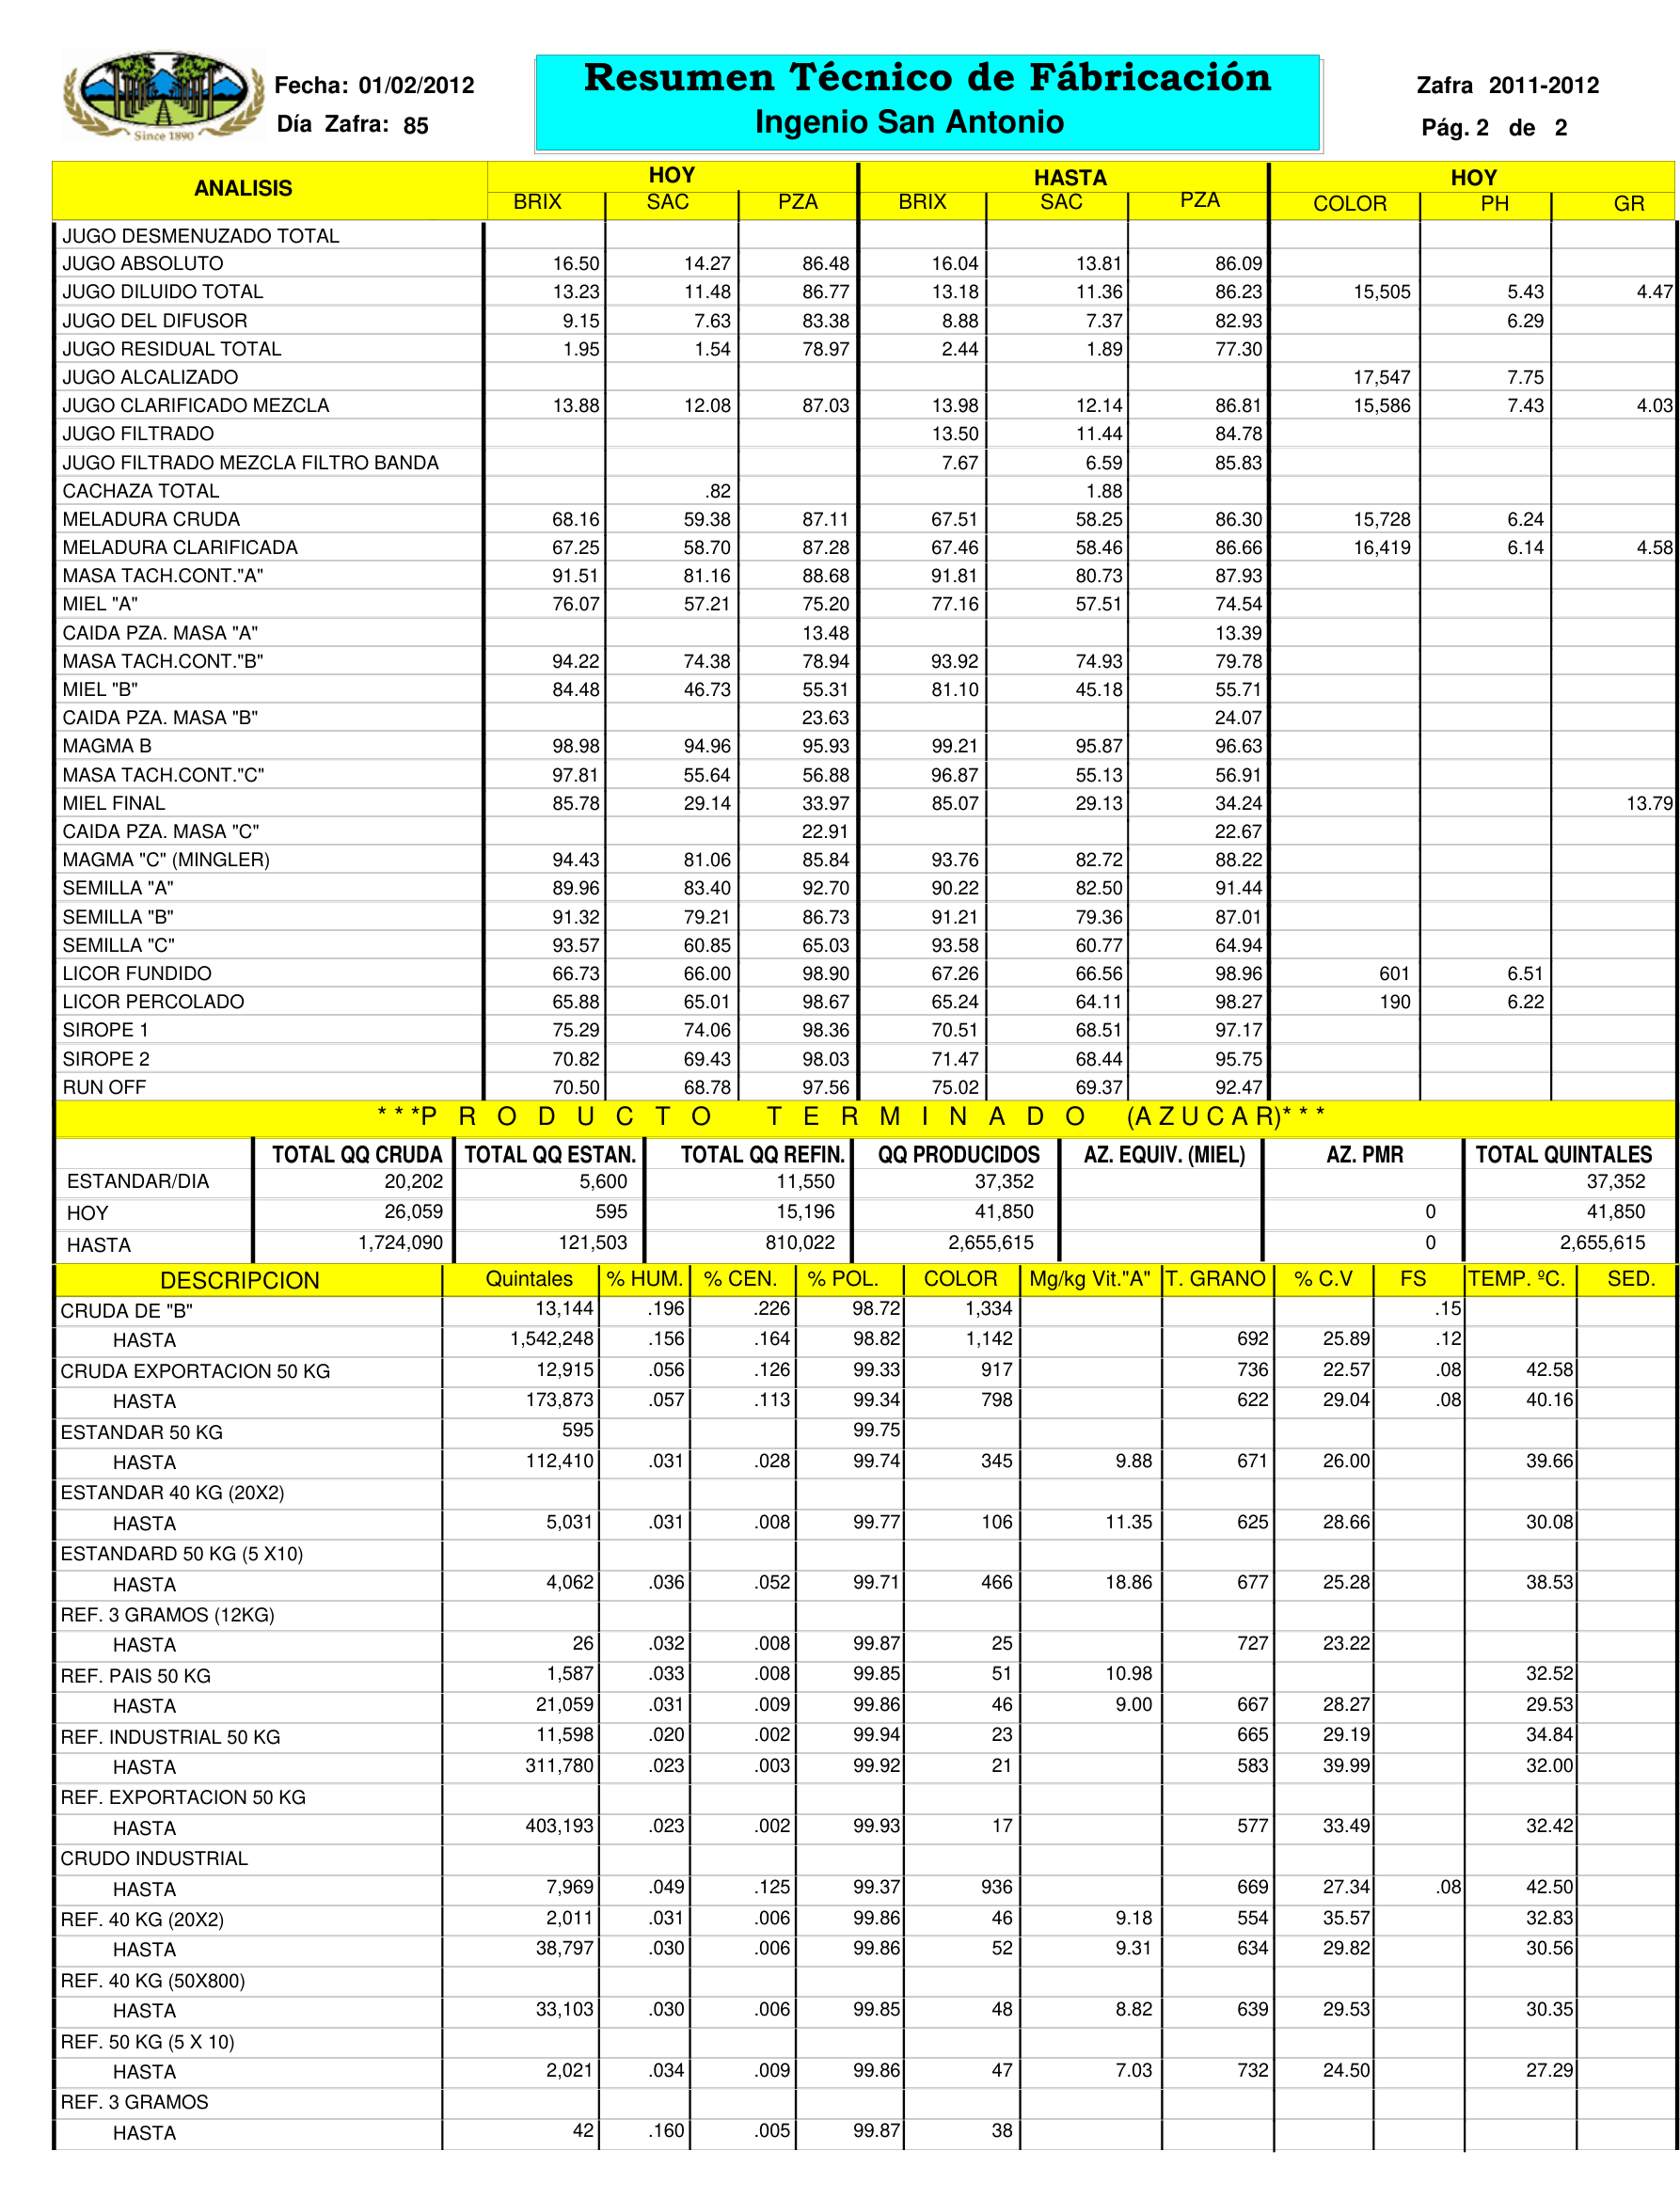 Since 1890
Fecha: 01/02/2012
Día Zafra: 85
Resumen Técnico de Fábricación
Ingenio San Antonio
Zafra 2011-2012
Pág. 2 de 2
ANALISIS HOY HASTA HOY
BRIX SAC PZA BRIX SAC PZA COLOR PH GR
JUGO DESMENUZADO TOTAL
JUGO ABSOLUTO 16.50 14.27 86.48 16.04 13.81 86.09
JUGO DILUIDO TOTAL 13.23 11.48 86.77 13.18 11.36 86.23 15,505 5.43 4.47
JUGO DEL DIFUSOR 9.15 7.63 83.38 8.88 7.37 82.93 6.29
JUGO RESIDUAL TOTAL 1.95 1.54 78.97 2.44 1.89 77.30
JUGO ALCALIZADO 17,547 7.75
JUGO CLARIFICADO MEZCLA 13.88 12.08 87.03 13.98 12.14 86.81 15,586 7.43 4.03
JUGO FILTRADO 13.50 11.44 84.78
JUGO FILTRADO MEZCLA FILTRO BANDA 7.67 6.59 85.83
CACHAZA TOTAL .82 1.88
MELADURA CRUDA 68.16 59.38 87.11 67.51 58.25 86.30 15,728 6.24
MELADURA CLARIFICADA 67.25 58.70 87.28 67.46 58.46 86.66 16,419 6.14 4.58
MASA TACH.CONT."A" 91.51 81.16 88.68 91.81 80.73 87.93
MIEL "A" 76.07 57.21 75.20 77.16 57.51 74.54
CAIDA PZA. MASA "A" 13.48 13.39
MASA TACH.CONT."B" 94.22 74.38 78.94 93.92 74.93 79.78
MIEL "B" 84.48 46.73 55.31 81.10 45.18 55.71
CAIDA PZA. MASA "B" 23.63 24.07
MAGMA B 98.98 94.96 95.93 99.21 95.87 96.63
MASA TACH.CONT."C" 97.81 55.64 56.88 96.87 55.13 56.91
MIEL FINAL 85.78 29.14 33.97 85.07 29.13 34.24 13.79
CAIDA PZA. MASA "C" 22.91 22.67
MAGMA "C" (MINGLER) 94.43 81.06 85.84 93.76 82.72 88.22
SEMILLA "A" 89.96 83.40 92.70 90.22 82.50 91.44
SEMILLA "B" 91.32 79.21 86.73 91.21 79.36 87.01
SEMILLA "C" 93.57 60.85 65.03 93.58 60.77 64.94
LICOR FUNDIDO 66.73 66.00 98.90 67.26 66.56 98.96 601 6.51
LICOR PERCOLADO 65.88 65.01 98.67 65.24 64.11 98.27 190 6.22
SIROPE 1 75.29 74.06 98.36 70.51 68.51 97.17
SIROPE 2 70.82 69.43 98.03 71.47 68.44 95.75
RUN OFF 70.50 68.78 97.56 75.02 69.37 92.47
***P R O D U C T O T E R M I N A D O (A Z U C A R)***
TOTAL QQ CRUDA TOTAL QQ ESTAN. TOTAL QQ REFIN. QQ PRODUCIDOS AZ. EQUIV. (MIEL) AZ. PMR TOTAL QUINTALES
ESTANDAR/DIA 20,202 5,600 11,550 37,352 37,352
HOY 26,059 595 15,196 41,850 0 41,850
HASTA 1,724,090 121,503 810,022 2,655,615 0 2,655,615
DESCRIPCION Quintales % HUM. % CEN. % POL. COLOR Mg/kg Vit."A" T. GRANO % C.V FS TEMP. ºC. SED.
CRUDA DE "B" 13,144 .196 .226 98.72 1,334 .15
HASTA 1,542,248 .156 .164 98.82 1,142 692 25.89 .12
CRUDA EXPORTACION 50 KG 12,915 .056 .126 99.33 917 736 22.57 .08 42.58
HASTA 173,873 .057 .113 99.34 798 622 29.04 .08 40.16
ESTANDAR 50 KG 595 99.75
HASTA 112,410 .031 .028 99.74 345 9.88 671 26.00 39.66
ESTANDAR 40 KG (20X2)
HASTA 5,031 .031 .008 99.77 106 11.35 625 28.66 30.08
ESTANDARD 50 KG (5 X10)
HASTA 4,062 .036 .052 99.71 466 18.86 677 25.28 38.53
REF. 3 GRAMOS (12KG)
HASTA 26 .032 .008 99.87 25 727 23.22
REF. PAIS 50 KG 1,587 .033 .008 99.85 51 10.98 32.52
HASTA 21,059 .031 .009 99.86 46 9.00 667 28.27 29.53
REF. INDUSTRIAL 50 KG 11,598 .020 .002 99.94 23 665 29.19 34.84
HASTA 311,780 .023 .003 99.92 21 583 39.99 32.00
REF. EXPORTACION 50 KG
HASTA 403,193 .023 .002 99.93 17 577 33.49 32.42
CRUDO INDUSTRIAL
HASTA 7,969 .049 .125 99.37 936 669 27.34 .08 42.50
REF. 40 KG (20X2) 2,011 .031 .006 99.86 46 9.18 554 35.57 32.83
HASTA 38,797 .030 .006 99.86 52 9.31 634 29.82 30.56
REF. 40 KG (50X800)
HASTA 33,103 .030 .006 99.85 48 8.82 639 29.53 30.35
REF. 50 KG (5 X 10)
HASTA 2,021 .034 .009 99.86 47 7.03 732 24.50 27.29
REF. 3 GRAMOS
HASTA 42 .160 .005 99.87 38